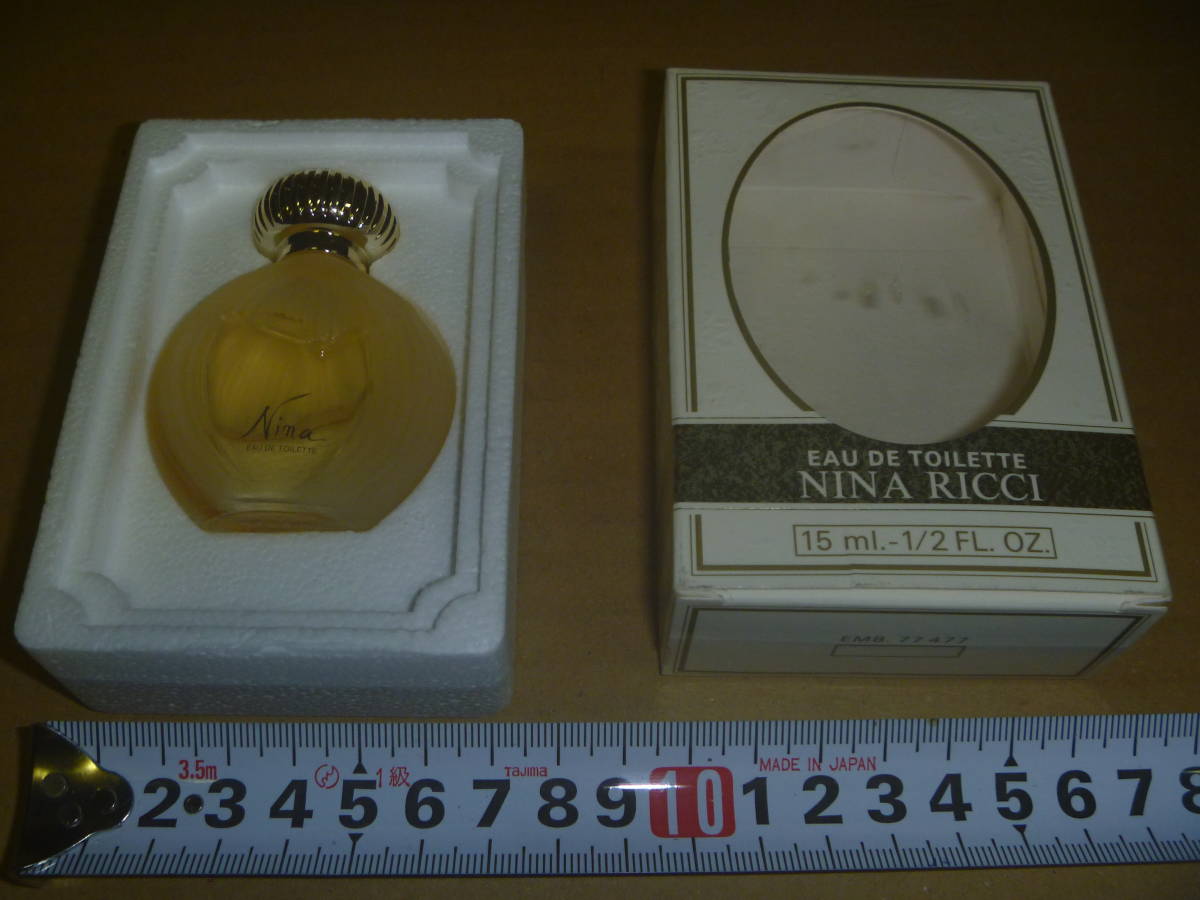 Nina
EAU DE TOILETTE
EAU DE TOILETTE
NINA RICCI
15 ml.-1/2 FL. OZ.
EMB. 77477
3.5m 1級 Tajima MADE IN JAPAN
2 3 4 5 6 7 8 9 10 1 2 3 4 5 6 7 8